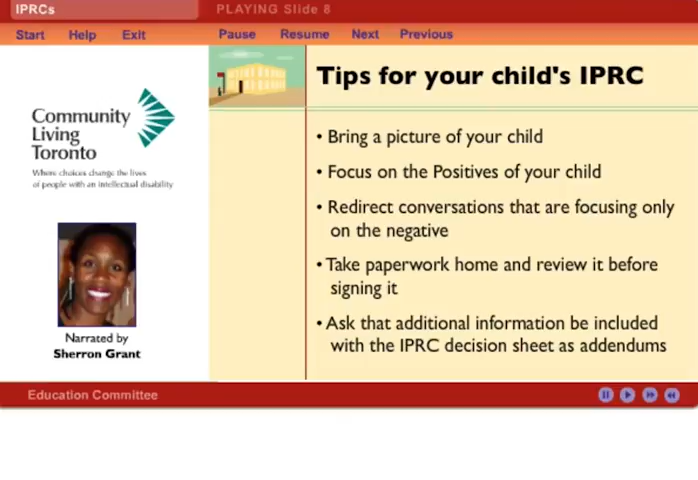 IPRCs
PLAYING Slide 8
Start Help Exit Pause Resume Next Previous
Community
Living
Toronto
Where choices change the lives
of people with an intellectual disability
Narrated by
Sherron Grant
Tips for your child's IPRC
• Bring a picture of your child
• Focus on the Positives of your child
• Redirect conversations that are focusing only
on the negative
• Take paperwork home and review it before
signing it
• Ask that additional information be included
with the IPRC decision sheet as addendums
Education Committee